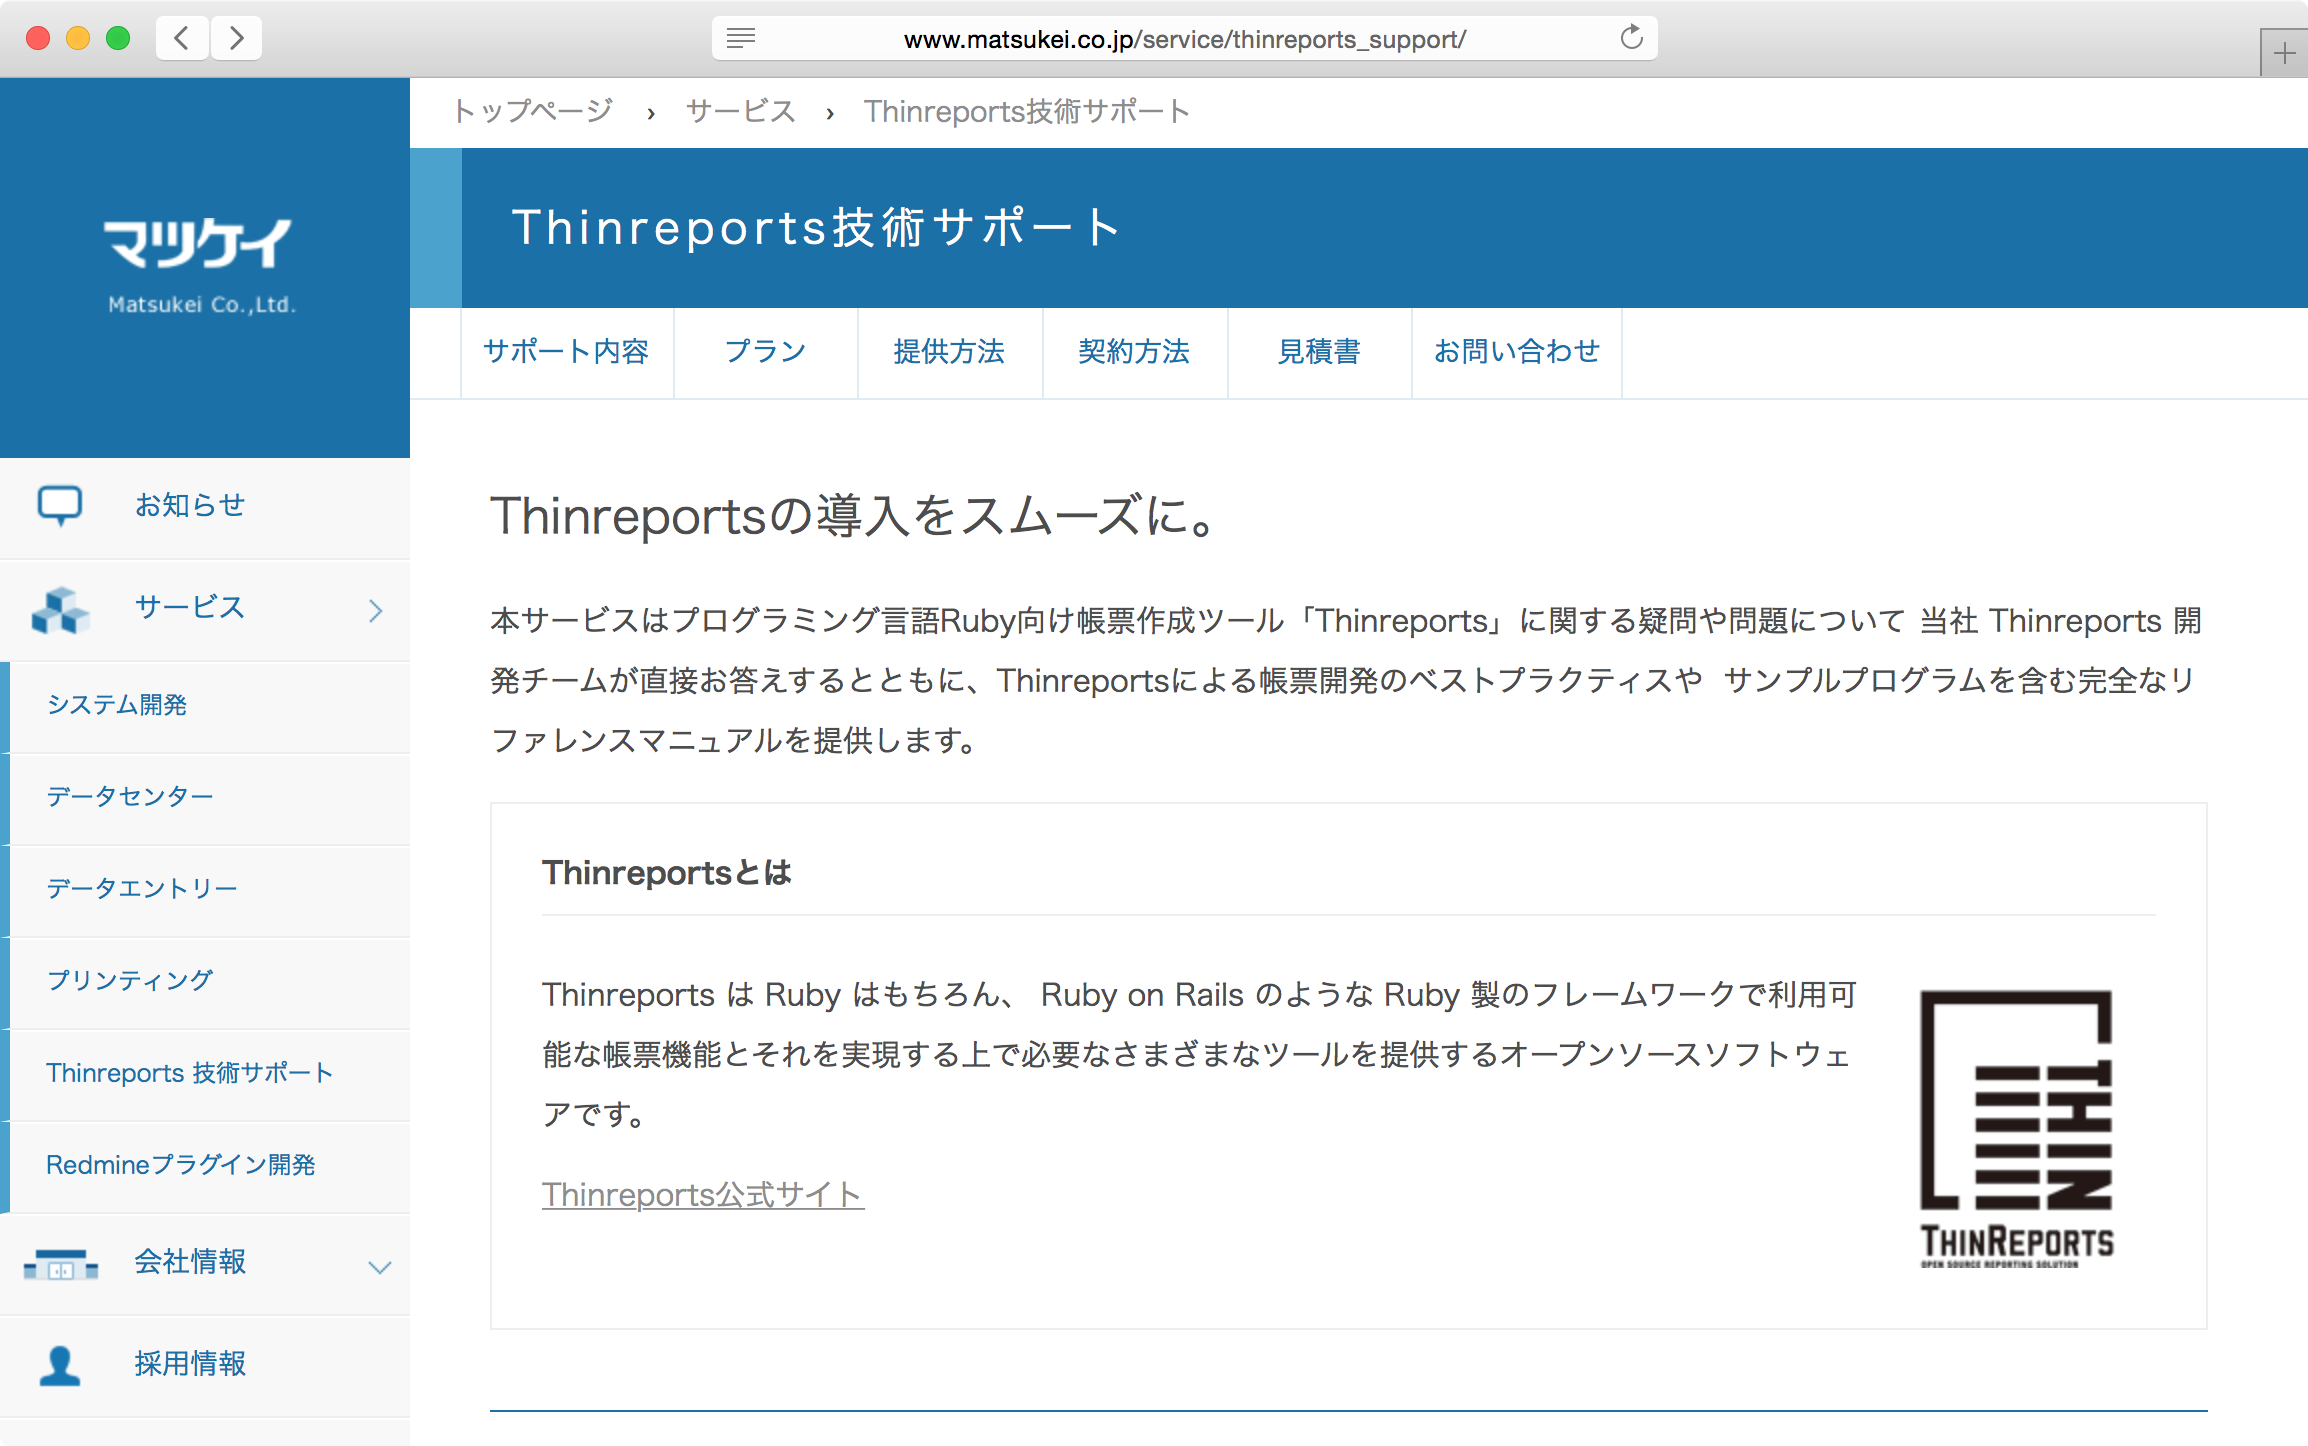 www.matsukei.co.jp/service/thinreports_support/
トップページ › サービス › Thinreports技術サポート
マツケイ
Matsukei Co.,Ltd.
Thinreports技術サポート
サポート内容 プラン 提供方法 契約方法 見積書 お問い合わせ
お知らせ
サービス
システム開発
データセンター
データエントリー
プリンティング
Thinreports 技術サポート
Redmineプラグイン開発
会社情報
採用情報
Thinreportsの導入をスムーズに。
本サービスはプログラミング言語Ruby向け帳票作成ツール「Thinreports」に関する疑問や問題について 当社 Thinreports 開
発チームが直接お答えするとともに、Thinreportsによる帳票開発のベストプラクティスや サンプルプログラムを含む完全なリ
ファレンスマニュアルを提供します。
Thinreportsとは
Thinreports は Ruby はもちろん、 Ruby on Rails のような Ruby 製のフレームワークで利用可
能な帳票機能とそれを実現する上で必要なさまざまなツールを提供するオープンソースソフトウェ
アです。
Thinreports公式サイト
THIN
THINREPORTS
OPEN SOURCE REPORTING SOLUTION